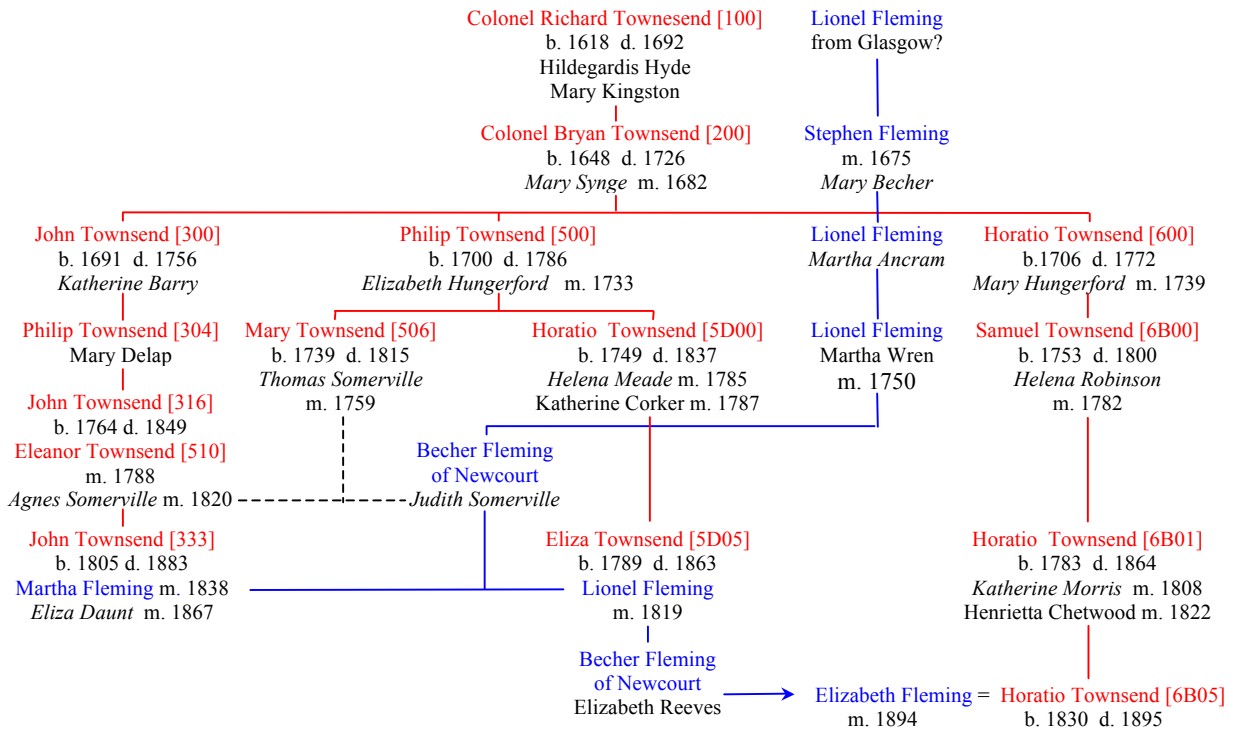 Colonel Richard Townesend [100]
b. 1618 d. 1692
Hildegardis Hyde
Mary Kingston
Lionel Fleming
from Glasgow?
Colonel Bryan Townsend [200]
b. 1648 d. 1726
Mary Synge m. 1682
Stephen Fleming
m. 1675
Mary Becher
John Townsend [300]
b. 1691 d. 1756
Katherine Barry
Philip Townsend [500]
b. 1700 d. 1786
Elizabeth Hungerford m. 1733
Lionel Fleming
Martha Ancram
Horatio Townsend [600]
b.1706 d. 1772
Mary Hungerford m. 1739
Philip Townsend [304]
Mary Delap
Mary Townsend [506]
b. 1739 d. 1815
Thomas Somerville
m. 1759
Horatio Townsend [5D00]
b. 1749 d. 1837
Helena Meade m. 1785
Katherine Corker m. 1787
Lionel Fleming
Martha Wren
m. 1750
Samuel Townsend [6B00]
b. 1753 d. 1800
Helena Robinson
m. 1782
John Townsend [316]
b. 1764 d. 1849
Eleanor Townsend [510]
m. 1788
Agnes Somerville m. 1820
Becher Fleming
of Newcourt
Judith Somerville
John Townsend [333]
b. 1805 d. 1883
Martha Fleming m. 1838
Eliza Daunt m. 1867
Eliza Townsend [5D05]
b. 1789 d. 1863
Lionel Fleming
m. 1819
Horatio Townsend [6B01]
b. 1783 d. 1864
Katherine Morris m. 1808
Henrietta Chetwood m. 1822
Becher Fleming
of Newcourt
Elizabeth Reeves
Elizabeth Fleming = Horatio Townsend [6B05]
m. 1894
b. 1830 d. 1895